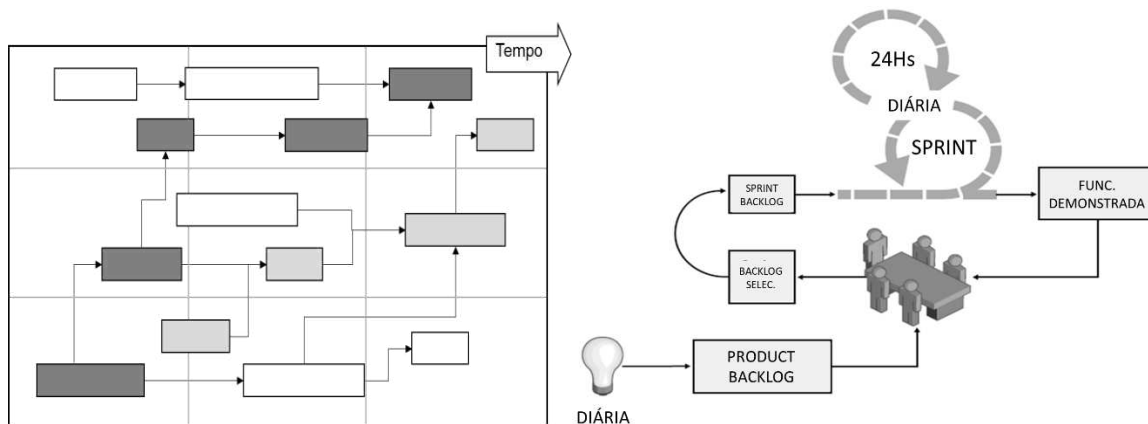 Tempo
24Hs
DIÁRIA
SPRINT
SPRINT
BACKLOG
FUNC.
DEMONSTRADA
BACKLOG
SELEC.
PRODUCT
BACKLOG
DIÁRIA